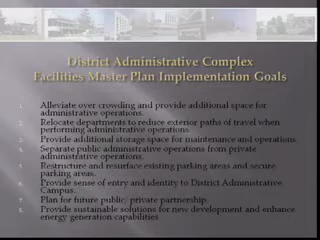 District Administrative Complex
Facilities Master Plan Implementation Goals
1. Alleviate over crowding and provide additional space for
administrative operations.
2. Relocate departments to reduce exterior paths of travel when
performing administrative operations
3. Provide additional storage space for maintenance and operations.
4. Separate public administrative operations from private
administrative operations.
5. Restructure and resurface existing parking areas and secure
parking areas.
6. Provide sense of entry and identity to District Administrative
Campus.
7. Plan for future public/ private partnership.
8. Provide sustainable solutions for new development and enhance
energy generation capabilities